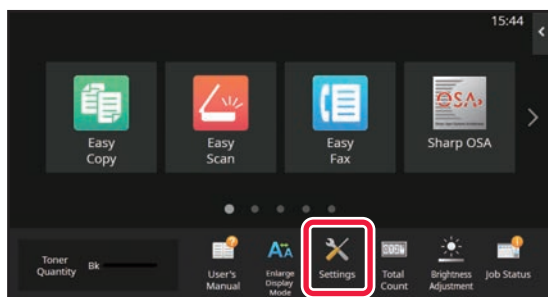 15:44
Easy
Copy
Easy
Scan
Easy
Fax
OSA
Sharp OSA
Toner
Quantity
Bk
User's
Manual
Enlarge
Display
Mode
Settings
Total
Count
Brightness
Adjustment
Job Status